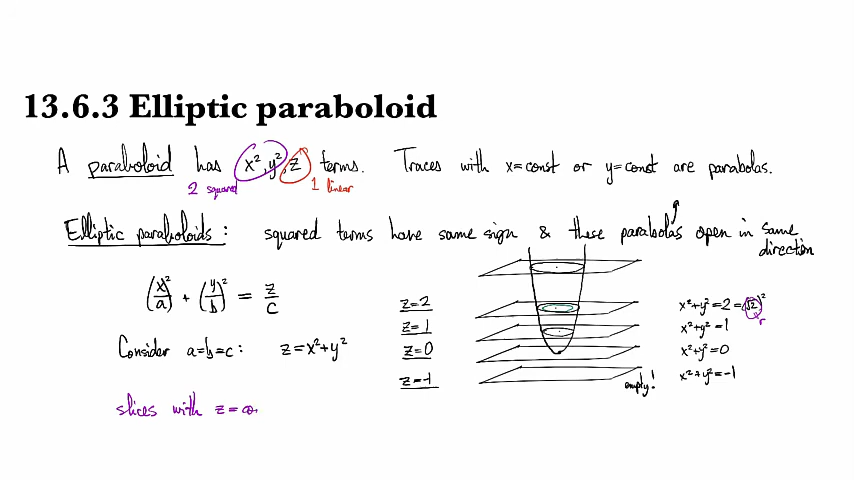 13.6.3 Elliptic paraboloid
A paraboloid has x², y², z terms. Traces with x=const or y=const are parabolas.
2 squared 1 linear
Elliptic paraboloids: squared terms have same sign & these parabolas open in same direction
(x/a)² + (y/b)² = z/c
Consider a=b=c: z=x²+y²
slices with z=co
z=2
z=1
z=0
z=-1
empty!
x²+y²=2=(√2)²
r
x²+y²=1
x²+y²=0
x²+y²=-1